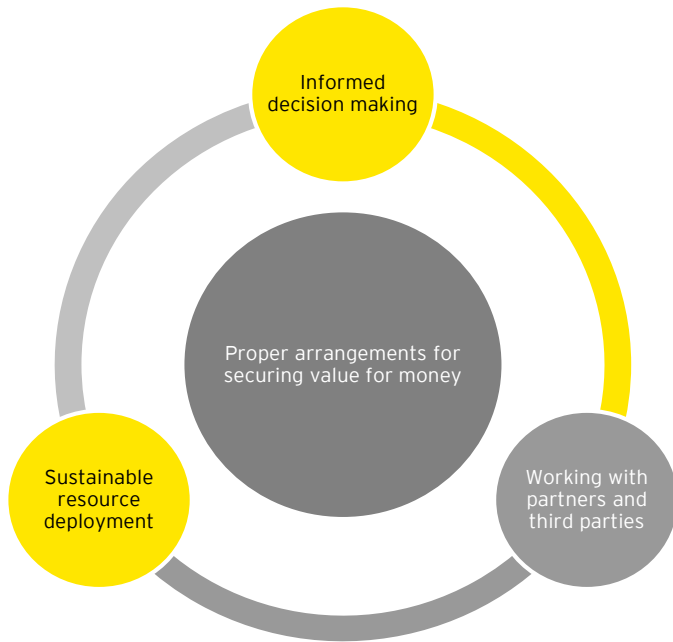 Informed
decision making
Proper arrangements for
securing value for money
Sustainable
resource
deployment
Working with
partners and
third parties